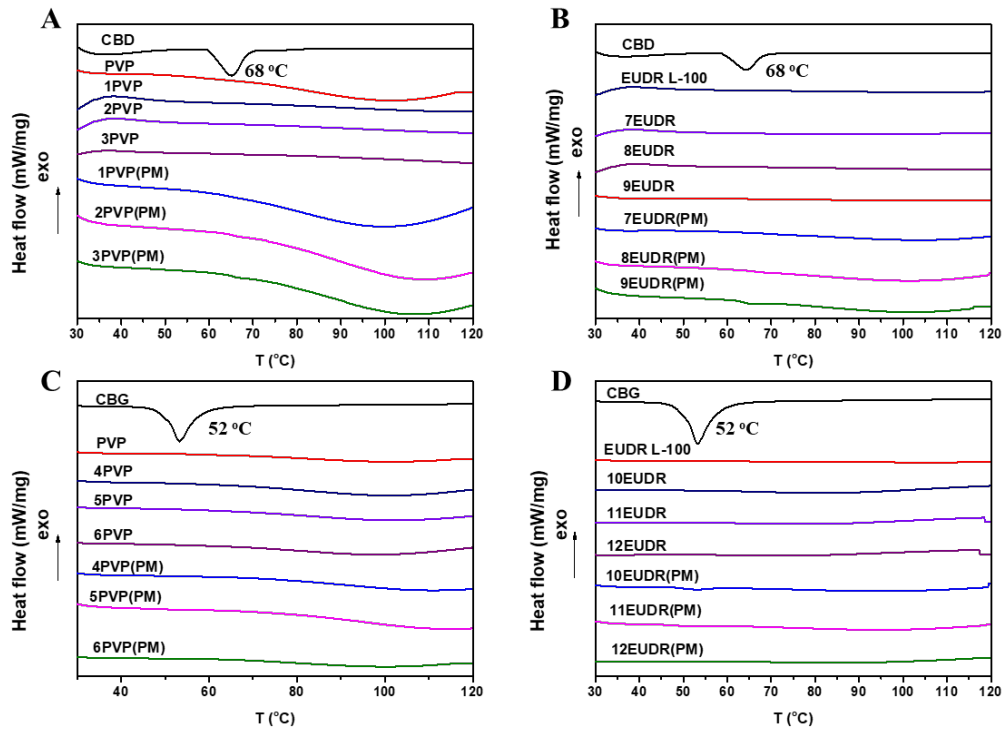 A
CBD
68 °C
PVP
1PVP
2PVP
3PVP
1PVP(PM)
2PVP(PM)
3PVP(PM)
Heat flow (mW/mg)
exo
30 40 50 60 70 80 90 100 110 120
T (°C)
B
CBD
68 °C
EUDR L-100
7EUDR
8EUDR
9EUDR
7EUDR(PM)
8EUDR(PM)
9EUDR(PM)
Heat flow (mW/mg)
exo
30 40 50 60 70 80 90 100 110 120
T (°C)
C
CBG
52 °C
PVP
4PVP
5PVP
6PVP
4PVP(PM)
5PVP(PM)
6PVP(PM)
Heat flow (mW/mg)
exo
40 60 80 100 120
T (°C)
D
CBG
52 °C
EUDR L-100
10EUDR
11EUDR
12EUDR
10EUDR(PM)
11EUDR(PM)
12EUDR(PM)
Heat flow (mW/mg)
exo
30 40 50 60 70 80 90 100 110 120
T (°C)